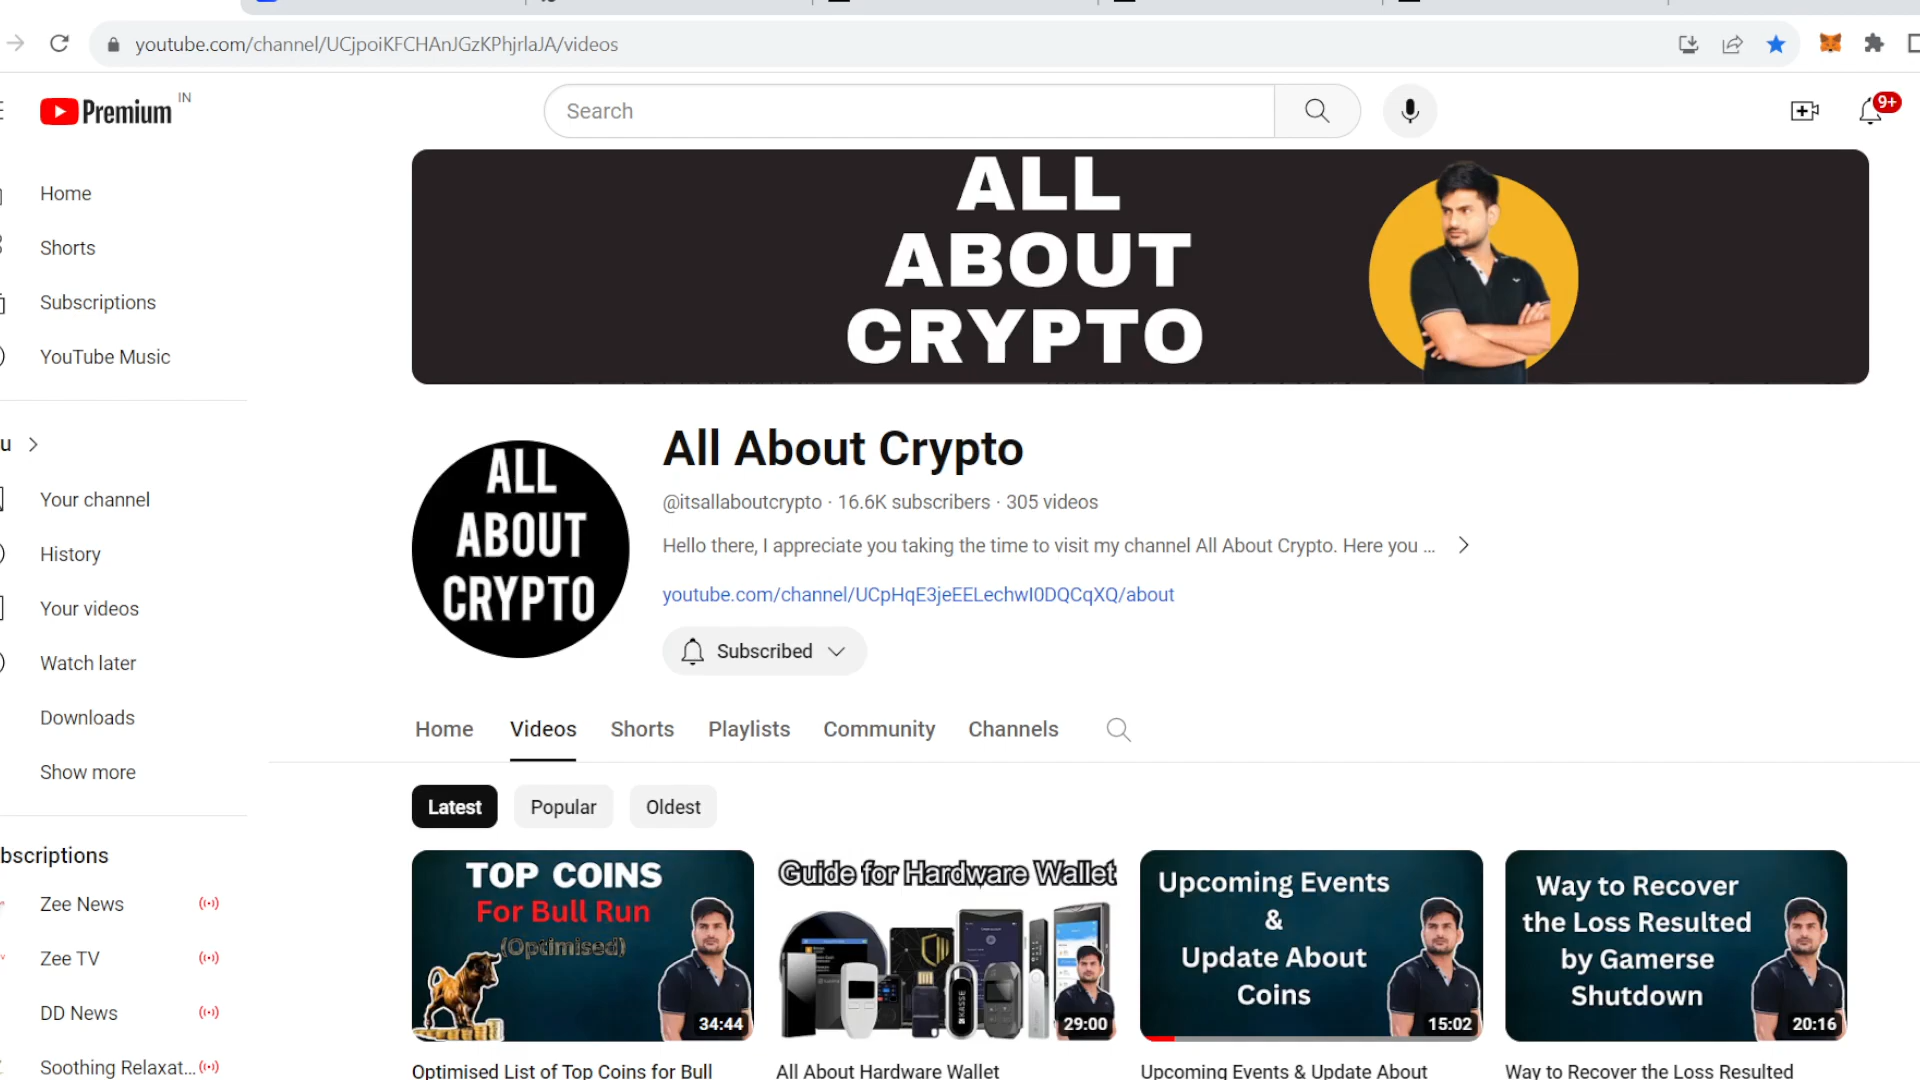 youtube.com/channel/UCjpoiKFCHAnJGzKPhjrlaJA/videos
Premium IN
Search
9+
Home
Shorts
Subscriptions
YouTube Music
u
Your channel
History
Your videos
Watch later
Downloads
Show more
bscriptions
Zee News
Zee TV
DD News
Soothing Relaxat...
ALL
ABOUT
CRYPTO
ALL
ABOUT
CRYPTO
All About Crypto
@itsallaboutcrypto · 16.6K subscribers · 305 videos
Hello there, I appreciate you taking the time to visit my channel All About Crypto. Here you ...
youtube.com/channel/UCpHqE3jeEELechwI0DQCqXQ/about
Subscribed
Home Videos Shorts Playlists Community Channels
Latest Popular Oldest
TOP COINS
For Bull Run
(Optimised)
34:44
Optimised List of Top Coins for Bull
Guide for Hardware Wallet
29:00
All About Hardware Wallet
Upcoming Events
&
Update About
Coins
15:02
Upcoming Events & Update About
Way to Recover
the Loss Resulted
by Gamerse
Shutdown
20:16
Way to Recover the Loss Resulted